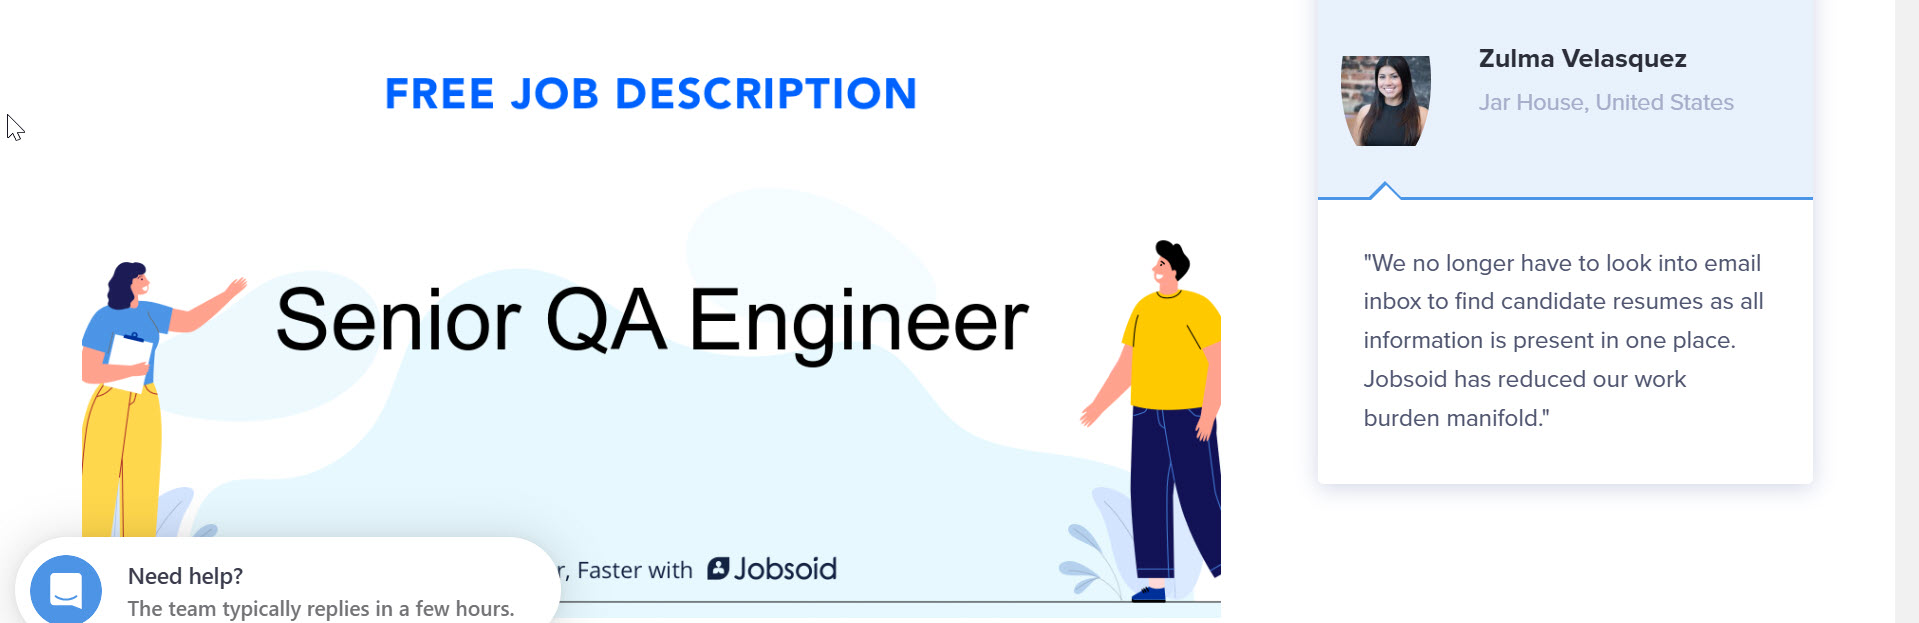 FREE JOB DESCRIPTION
Senior QA Engineer
Faster with Jobsoid
Need help?
The team typically replies in a few hours.
Zulma Velasquez
Jar House, United States
"We no longer have to look into email
inbox to find candidate resumes as all
information is present in one place.
Jobsoid has reduced our work
burden manifold."